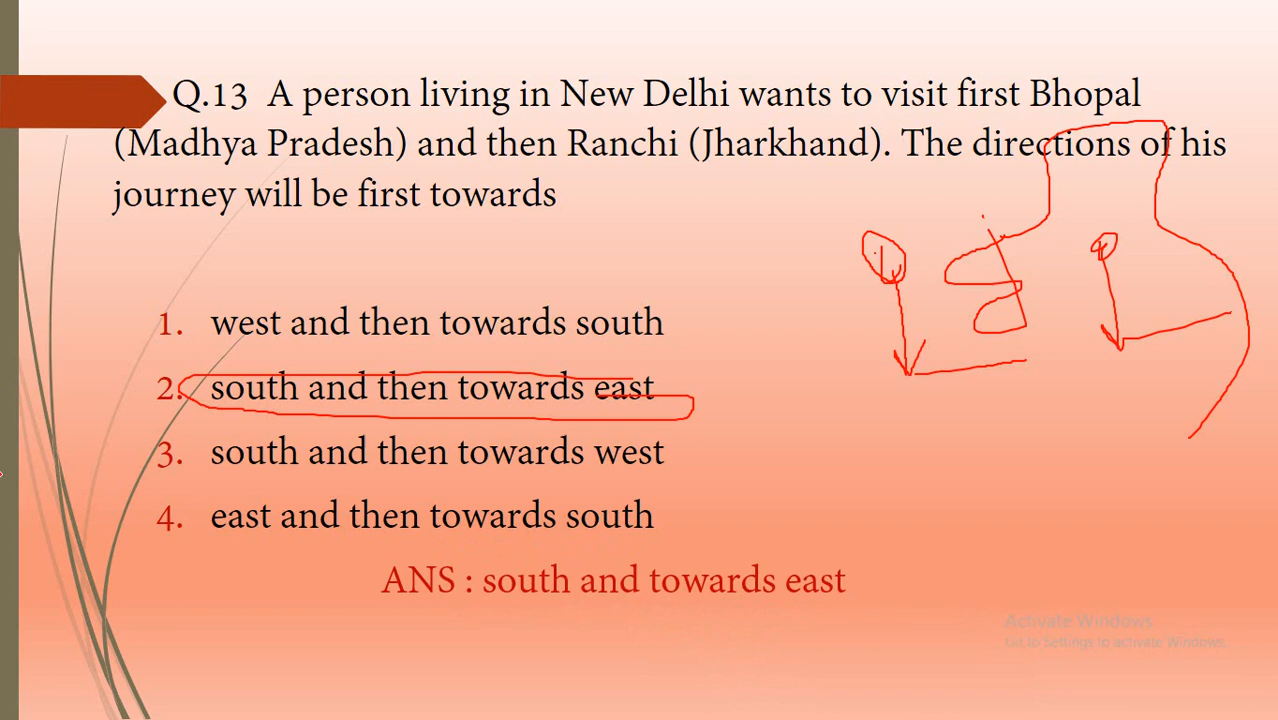 Q.13 A person living in New Delhi wants to visit first Bhopal
(Madhya Pradesh) and then Ranchi (Jharkhand). The directions of his
journey will be first towards
1. west and then towards south
2. south and then towards east
3. south and then towards west
4. east and then towards south
ANS : south and towards east
Activate Windows
Go to Settings to activate Windows.